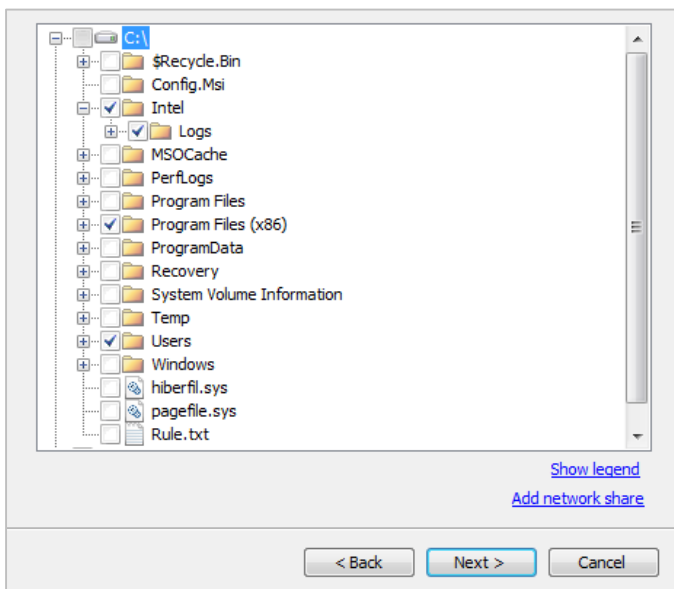 C:\
$Recycle.Bin
Config.Msi
Intel
Logs
MSOCache
PerfLogs
Program Files
Program Files (x86)
ProgramData
Recovery
System Volume Information
Temp
Users
Windows
hiberfil.sys
pagefile.sys
Rule.txt
Show legend
Add network share
< Back Next > Cancel